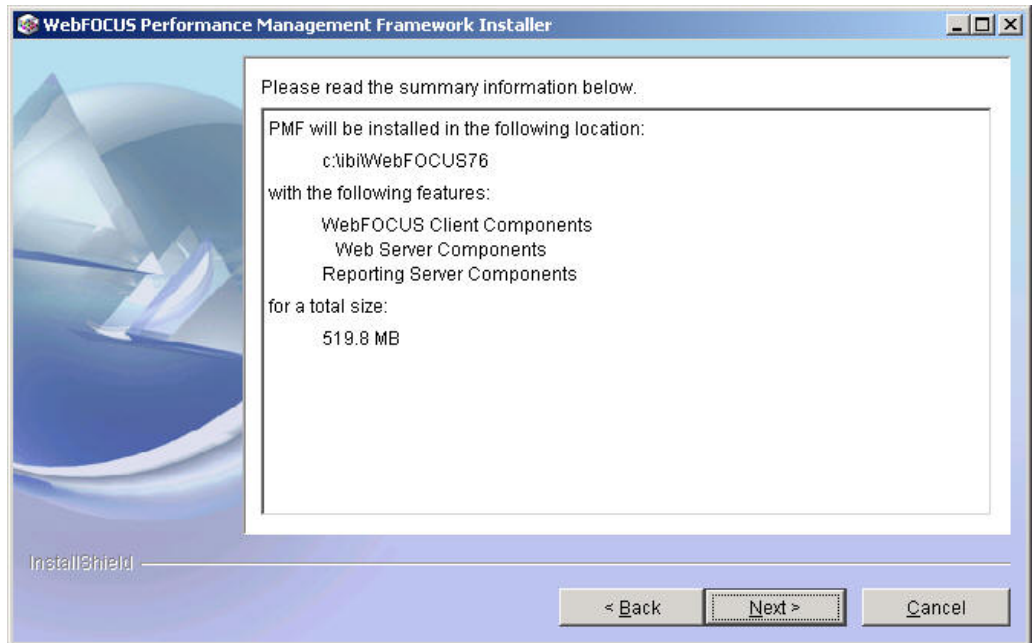 WebFOCUS Performance Management Framework Installer
Please read the summary information below.
PMF will be installed in the following location:
c:\ibi\WebFOCUS76
with the following features:
WebFOCUS Client Components
Web Server Components
Reporting Server Components
for a total size:
519.8 MB
InstallShield
< Back
Next >
Cancel